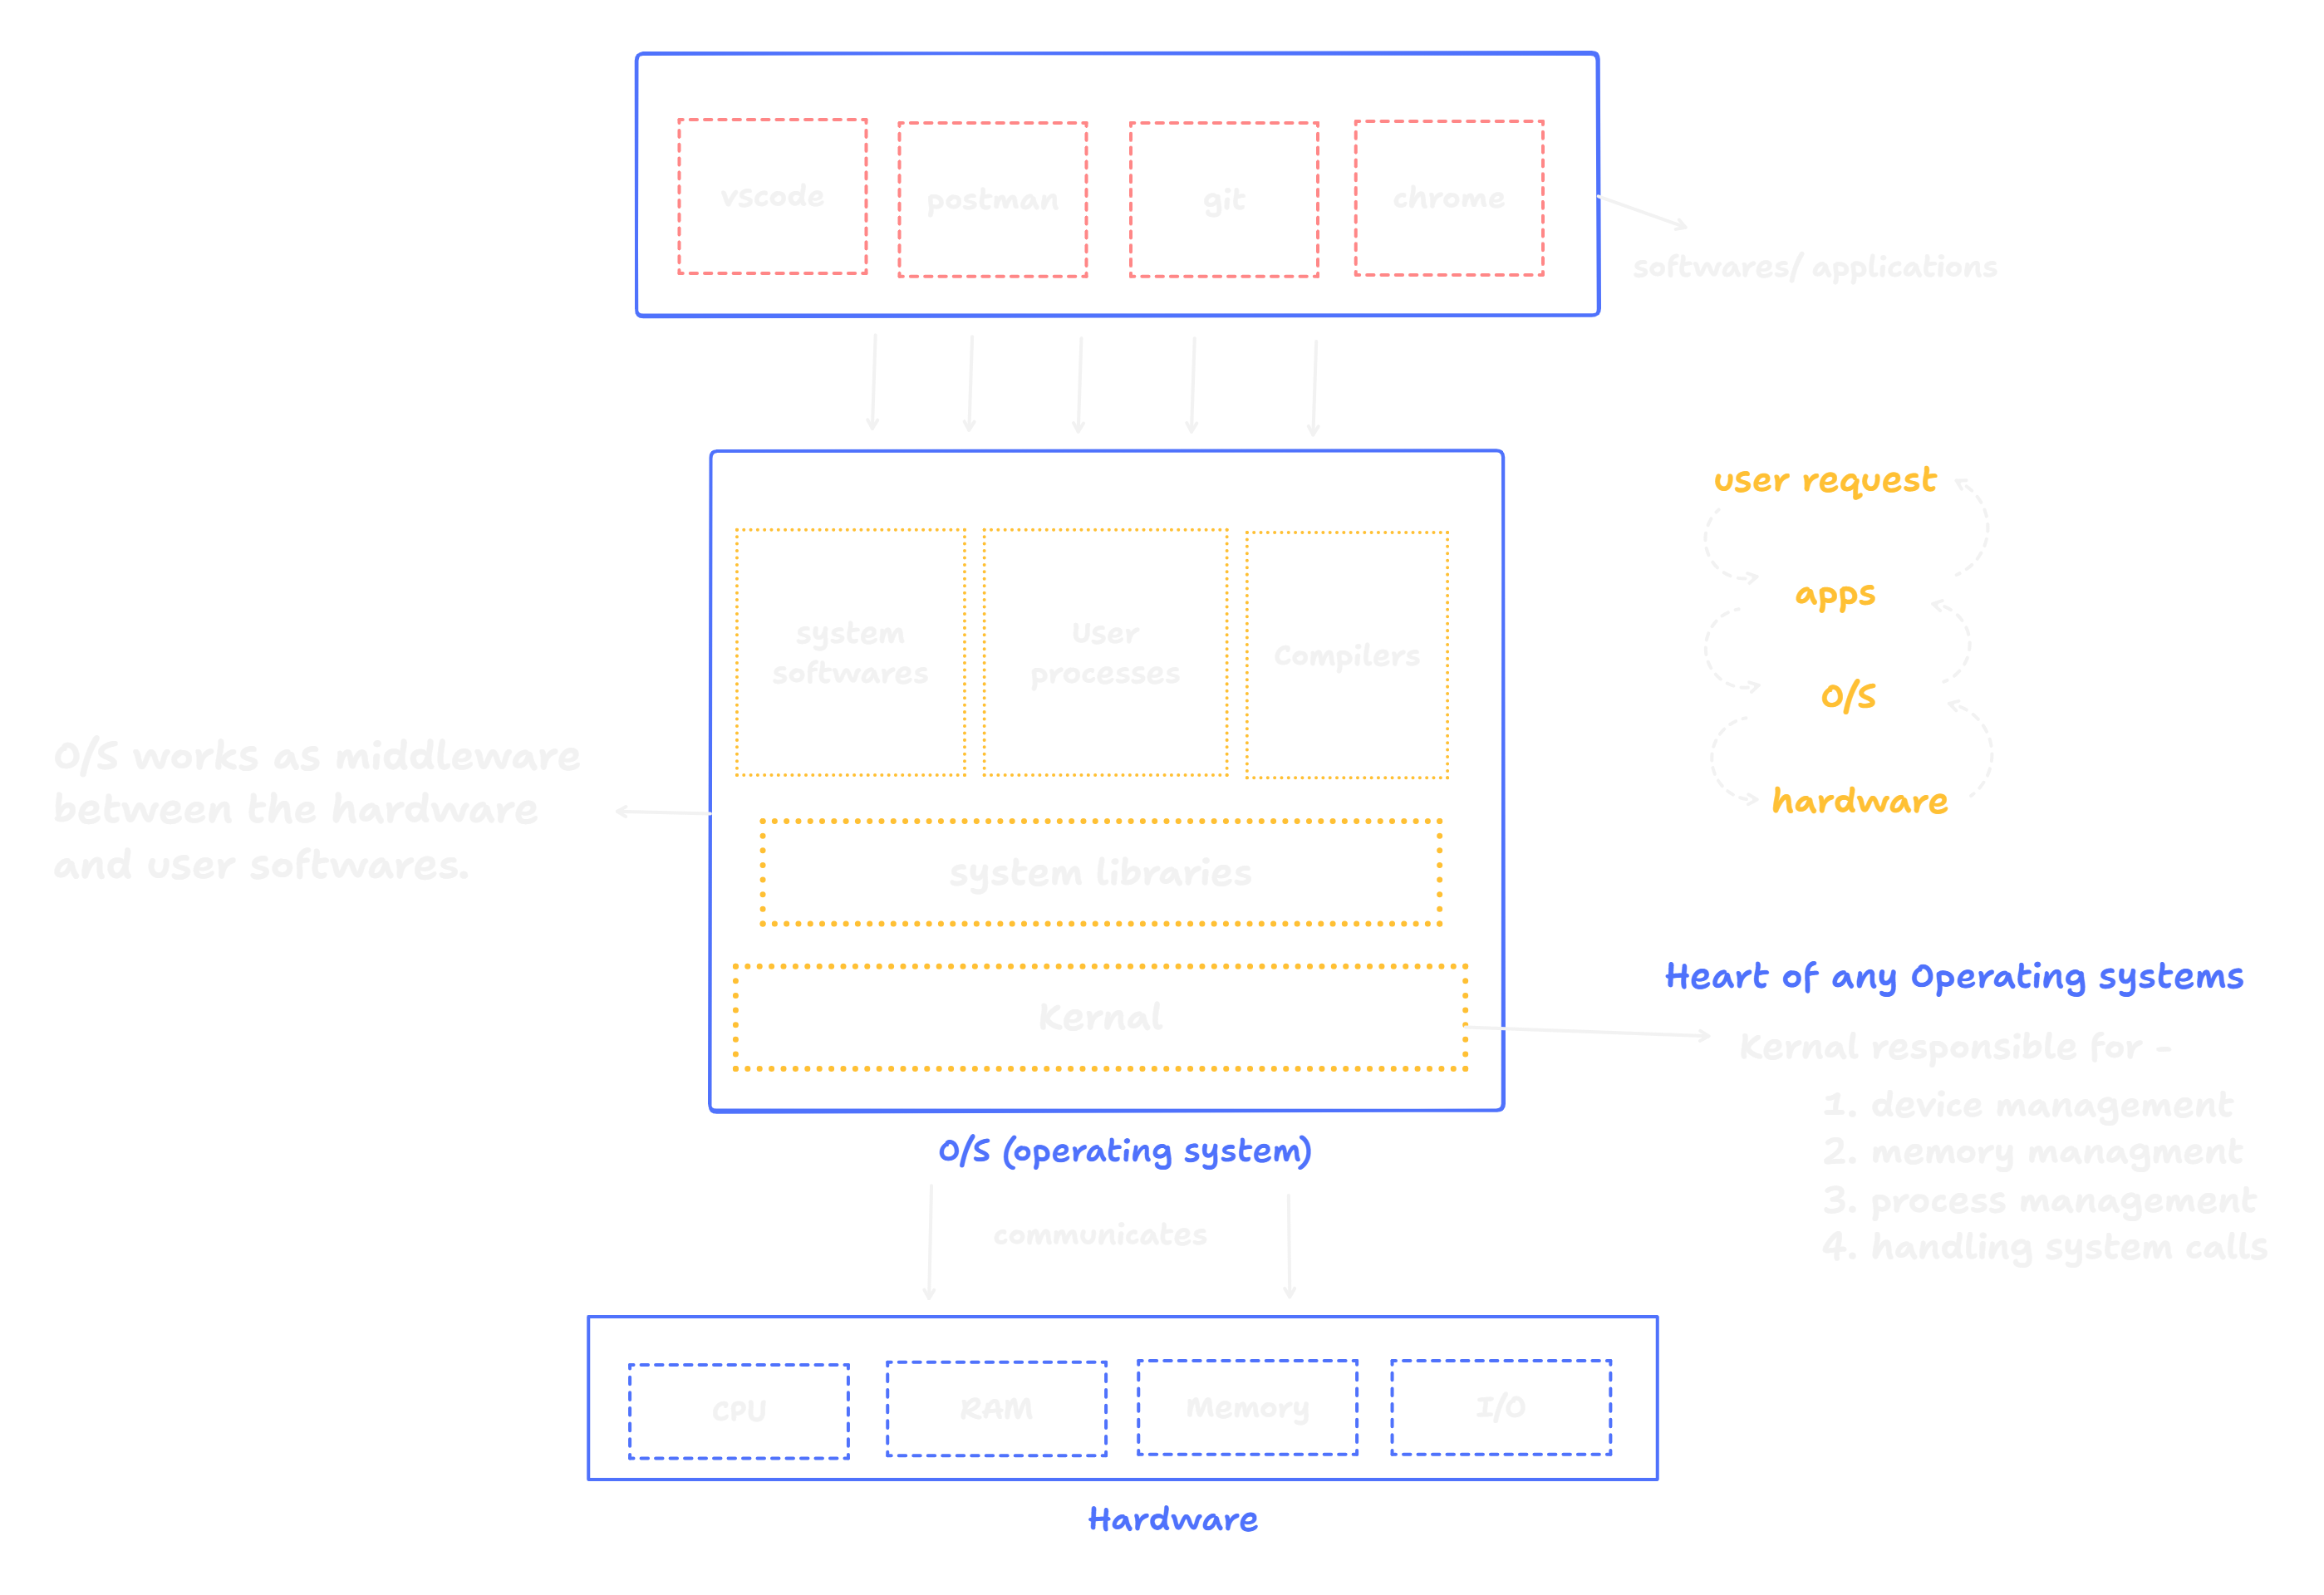 vscode
postman
git
chrome
softwares/ applications
user request
apps
O/S
hardware
system
softwares
User
processes
Compilers
O/S works as middleware
between the hardware
and user softwares.
system libraries
Kernal
Heart of any Operating systems
Kernal responsible for -
1. device management
2. memory managment
3. process management
4. handling system calls
O/S (operating system)
communicates
CPU
RAM
Memory
I/O
Hardware